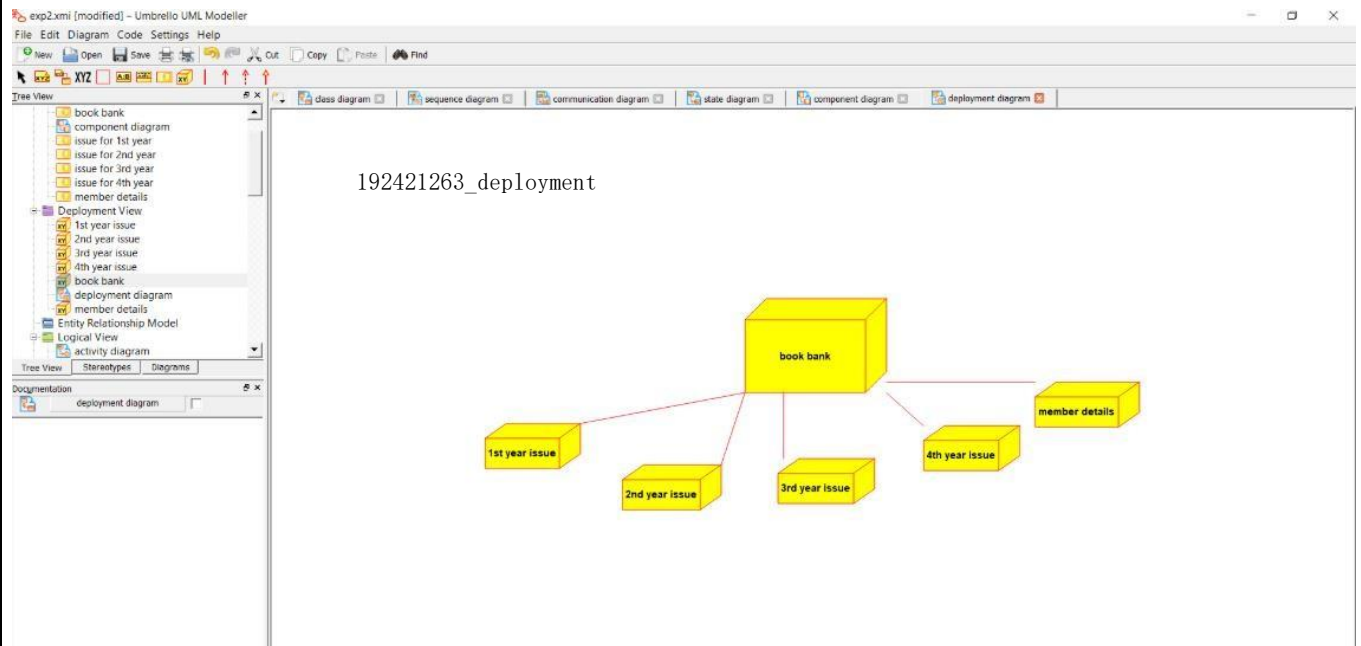 exp2.xmi [modified] – Umbrello UML Modeller
File Edit Diagram Code Settings Help
New Open Save Cut Copy Paste Find
XYZ
Tree View
class diagram sequence diagram communication diagram state diagram component diagram deployment diagram
book bank
component diagram
issue for 1st year
issue for 2nd year
issue for 3rd year
issue for 4th year
member details
Deployment View
1st year issue
2nd year issue
3rd year issue
4th year issue
book bank
deployment diagram
member details
Entity Relationship Model
Logical View
activity diagram
Tree View Stereotypes Diagrams
Documentation
deployment diagram
192421263_deployment
book bank
member details
1st year issue
4th year issue
2nd year issue
3rd year issue